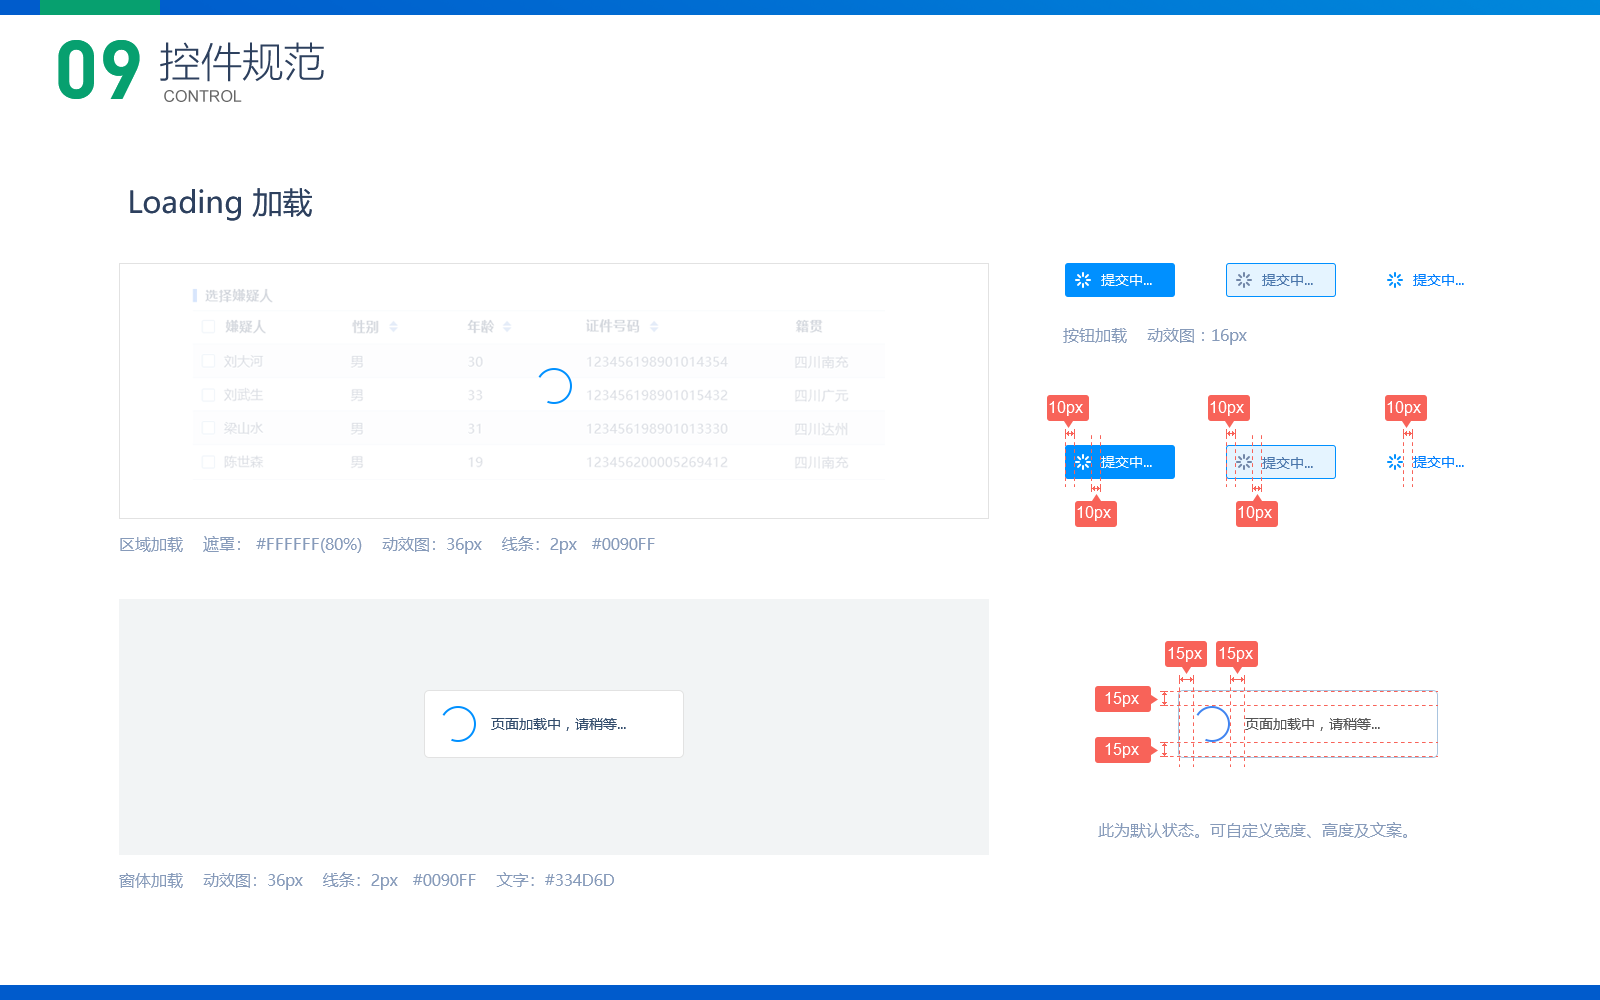 09 控件规范
CONTROL
Loading 加载
选择嫌疑人
嫌疑人 性别 年龄 证件号码 籍贯
刘大河 男 30 123456198901014354 四川南充
刘武生 男 33 123456198901015432 四川广元
梁山水 男 31 123456198901013330 四川达州
陈世森 男 19 123456200005269412 四川南充
区域加载 遮罩： #FFFFFF(80%) 动效图：36px 线条：2px #0090FF
页面加载中，请稍等...
窗体加载 动效图：36px 线条：2px #0090FF 文字：#334D6D
提交中... 提交中... 提交中...
按钮加载 动效图：16px
10px 10px 10px
提交中... 提交中... 提交中...
10px 10px
15px 15px
15px
页面加载中，请稍等...
15px
此为默认状态。可自定义宽度、高度及文案。